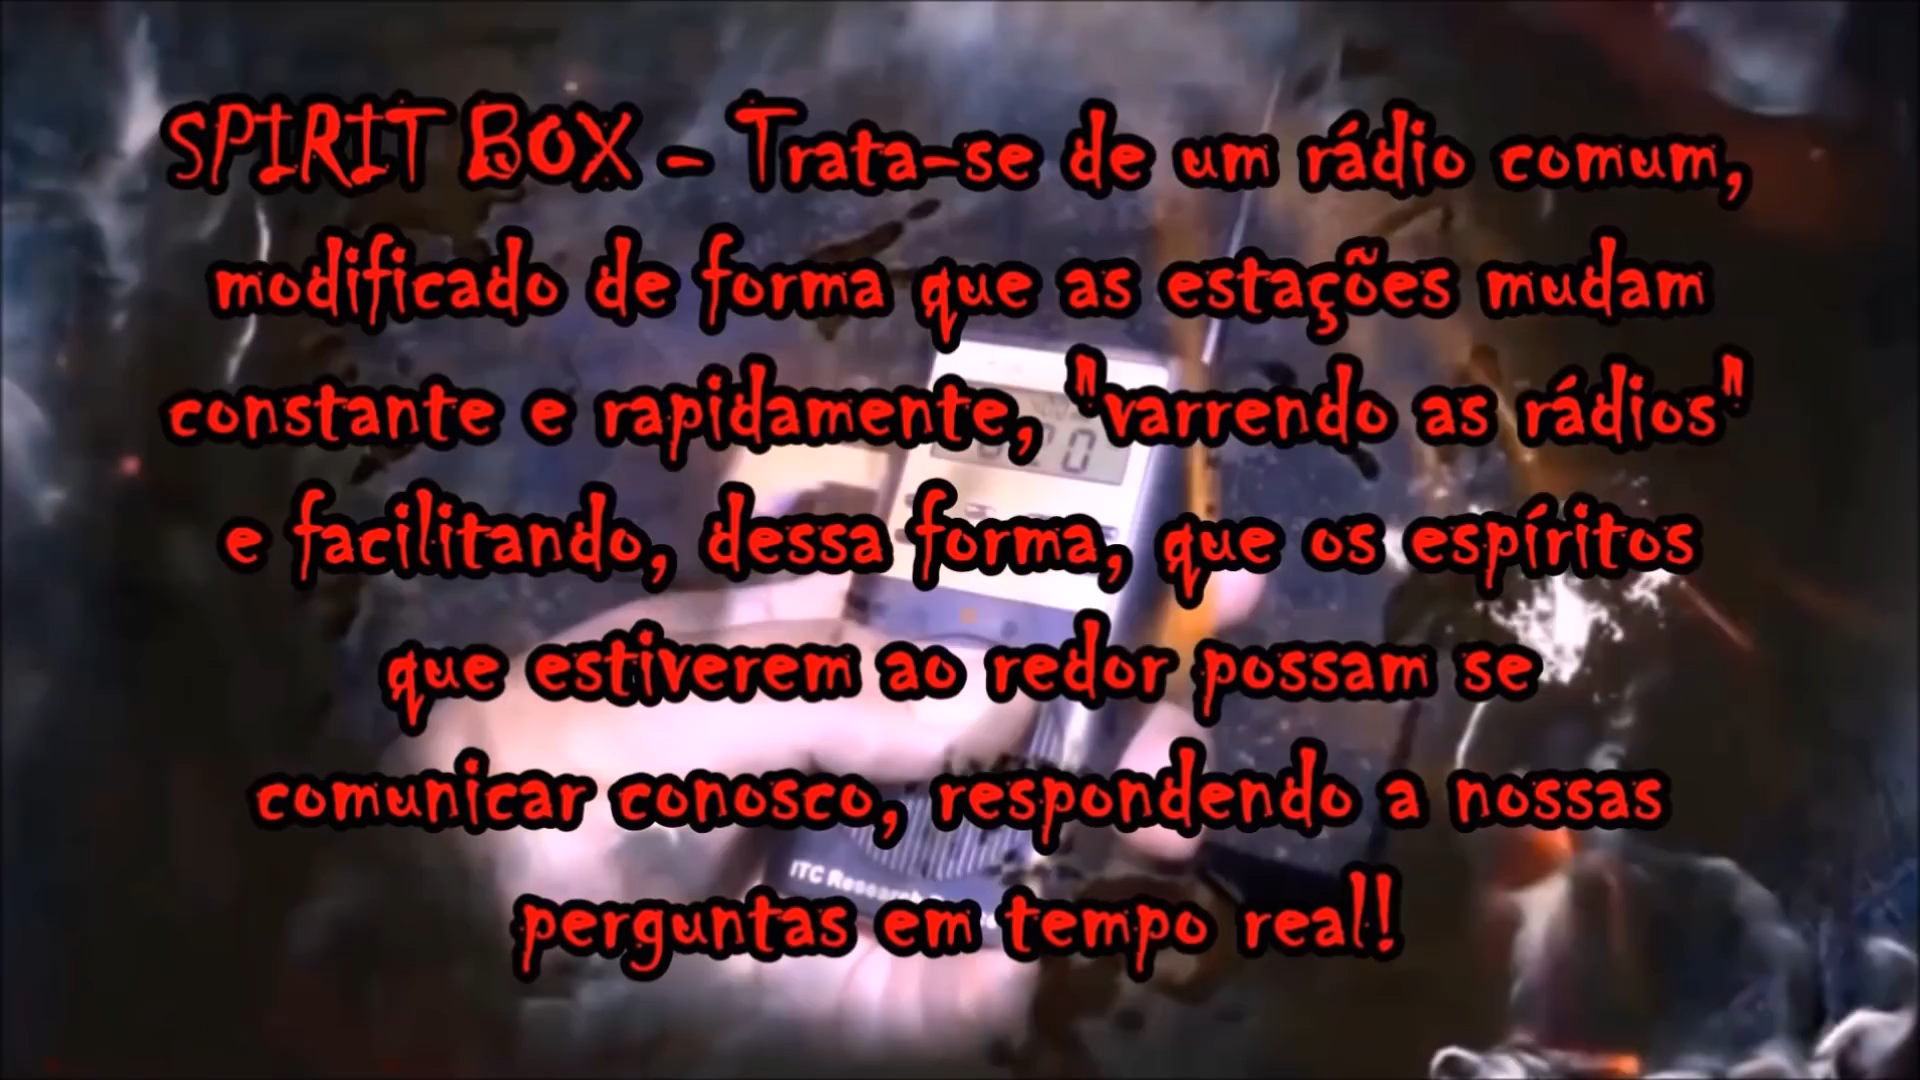 SPIRIT BOX - Trata-se de um rádio comum,
modificado de forma que as estações mudam
constante e rapidamente, "varrendo as rádios"
e facilitando, dessa forma, que os espíritos
que estiverem ao redor possam se
comunicar conosco, respondendo a nossas
perguntas em tempo real!
ITC Research